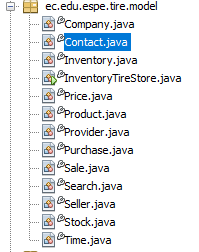 ec.edu.espe.tire.model
Company.java
Contact.java
Inventory.java
InventoryTireStore.java
Price.java
Product.java
Provider.java
Purchase.java
Sale.java
Search.java
Seller.java
Stock.java
Time.java